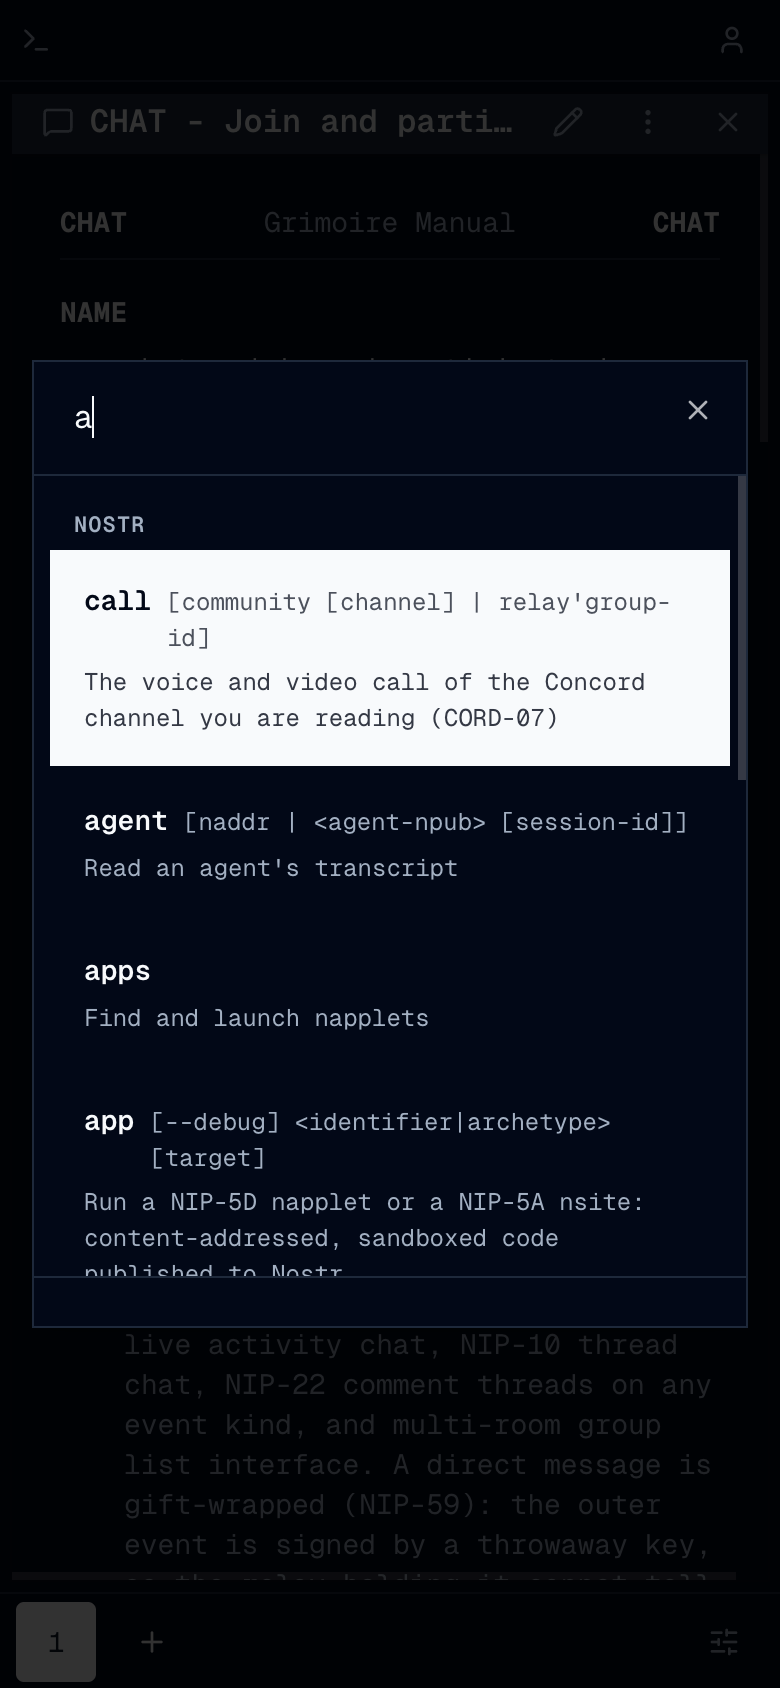 CHAT - Join and parti…
CHAT Grimoire Manual CHAT
NAME
a
NOSTR
call [community [channel] | relay'group-
id]
The voice and video call of the Concord
channel you are reading (CORD-07)
agent [naddr | <agent-npub> [session-id]]
Read an agent's transcript
apps
Find and launch napplets
app [--debug] <identifier|archetype>
[target]
Run a NIP-5D napplet or a NIP-5A nsite:
content-addressed, sandboxed code
published to Nostr
live activity chat, NIP-10 thread
chat, NIP-22 comment threads on any
event kind, and multi-room group
list interface. A direct message is
gift-wrapped (NIP-59): the outer
event is signed by a throwaway key,
1